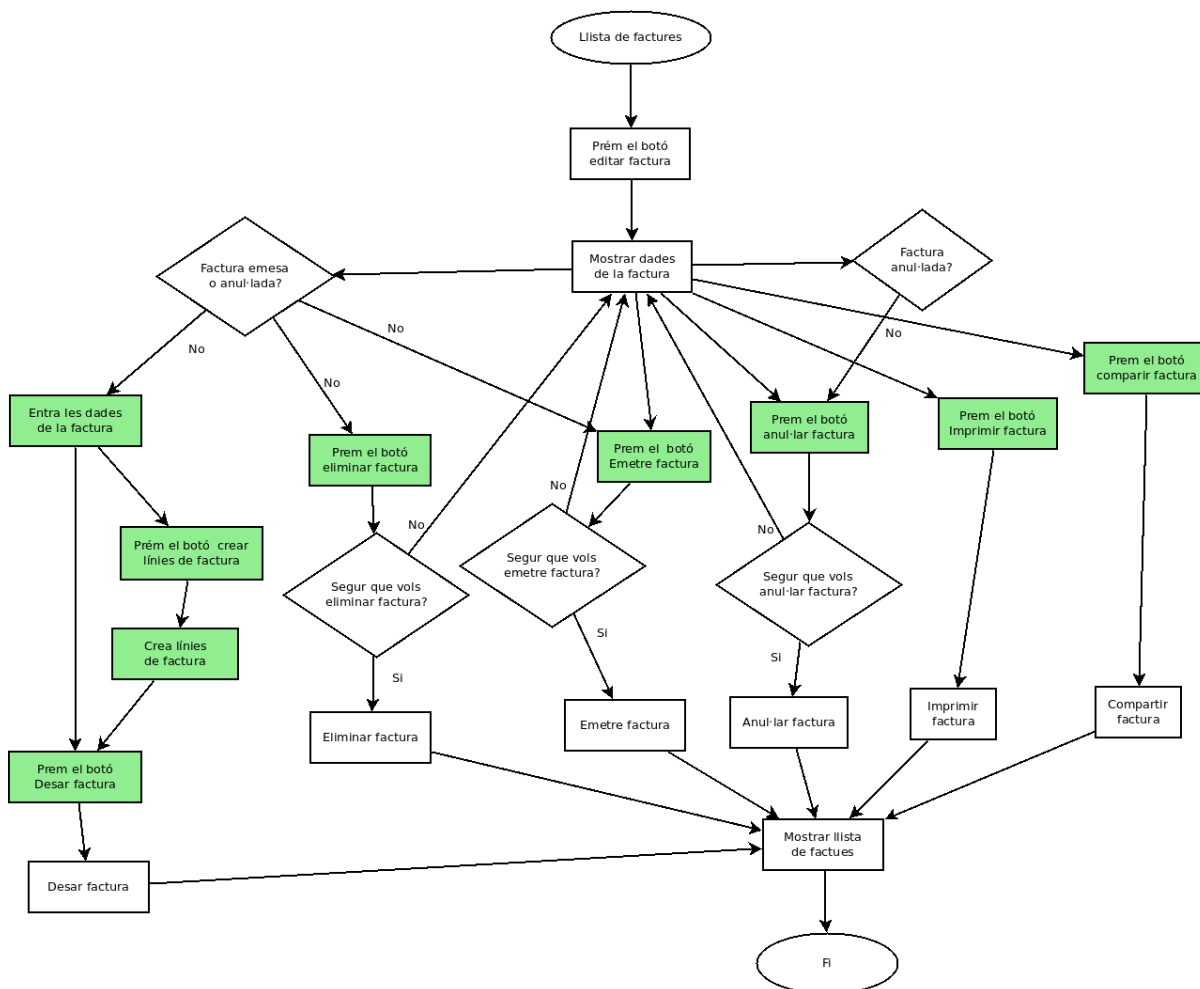 Llista de factures
Prém el botó
editar factura
Mostrar dades
de la factura
Factura
anul·lada?
Factura emesa
o anul·lada?
No
No
No
No
Prem el botó
comparir factura
Entra les dades
de la factura
Prem el botó
anul·lar factura
Prem el botó
Imprimir factura
Prem el botó
eliminar factura
Prem el  botó
Emetre factura
No
No
No
Prém el botó  crear
línies de factura
Segur que vols
eliminar factura?
Segur que vols
emetre factura?
Segur que vols
anul·lar factura?
Crea línies
de factura
Si
Si
Si
Eliminar factura
Emetre factura
Anul·lar factura
Imprimir
factura
Compartir
factura
Prem el botó
Desar factura
Mostrar llista
de factues
Desar factura
Fi